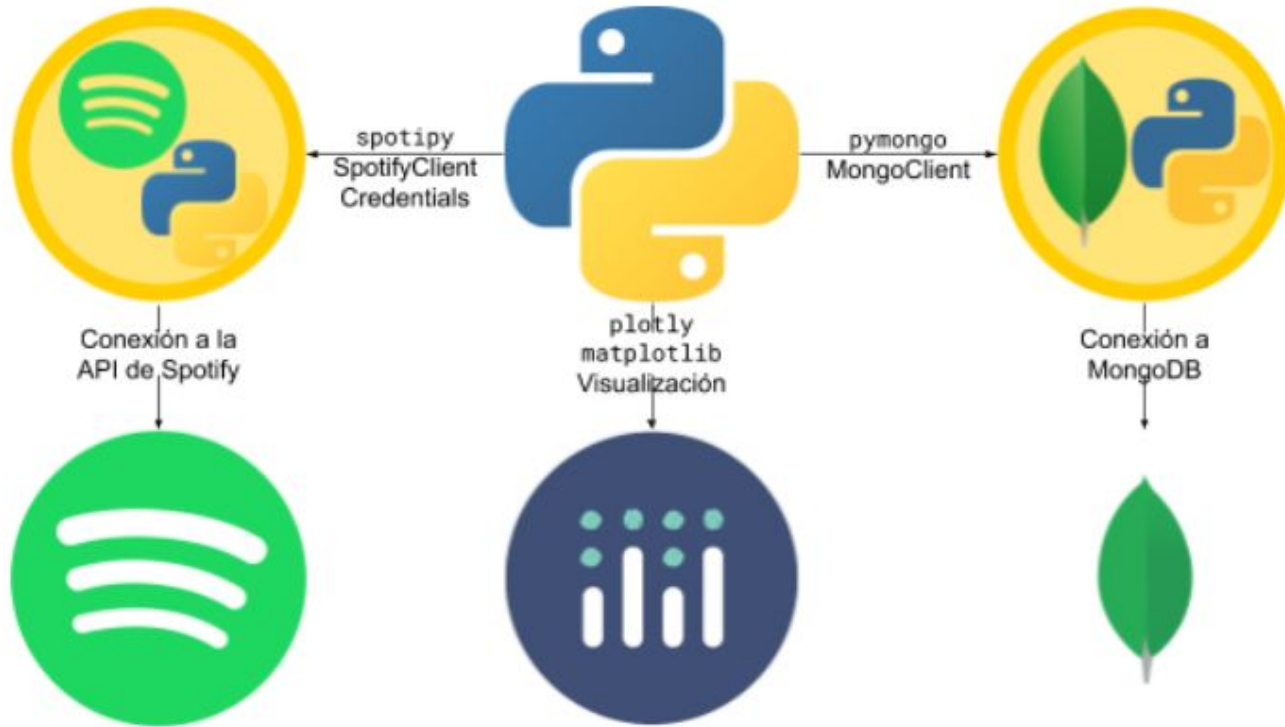 spotipy
SpotifyClient
Credentials
pymongo
MongoClient
Conexión a la
API de Spotify
plotly
matplotlib
Visualización
Conexión a
MongoDB